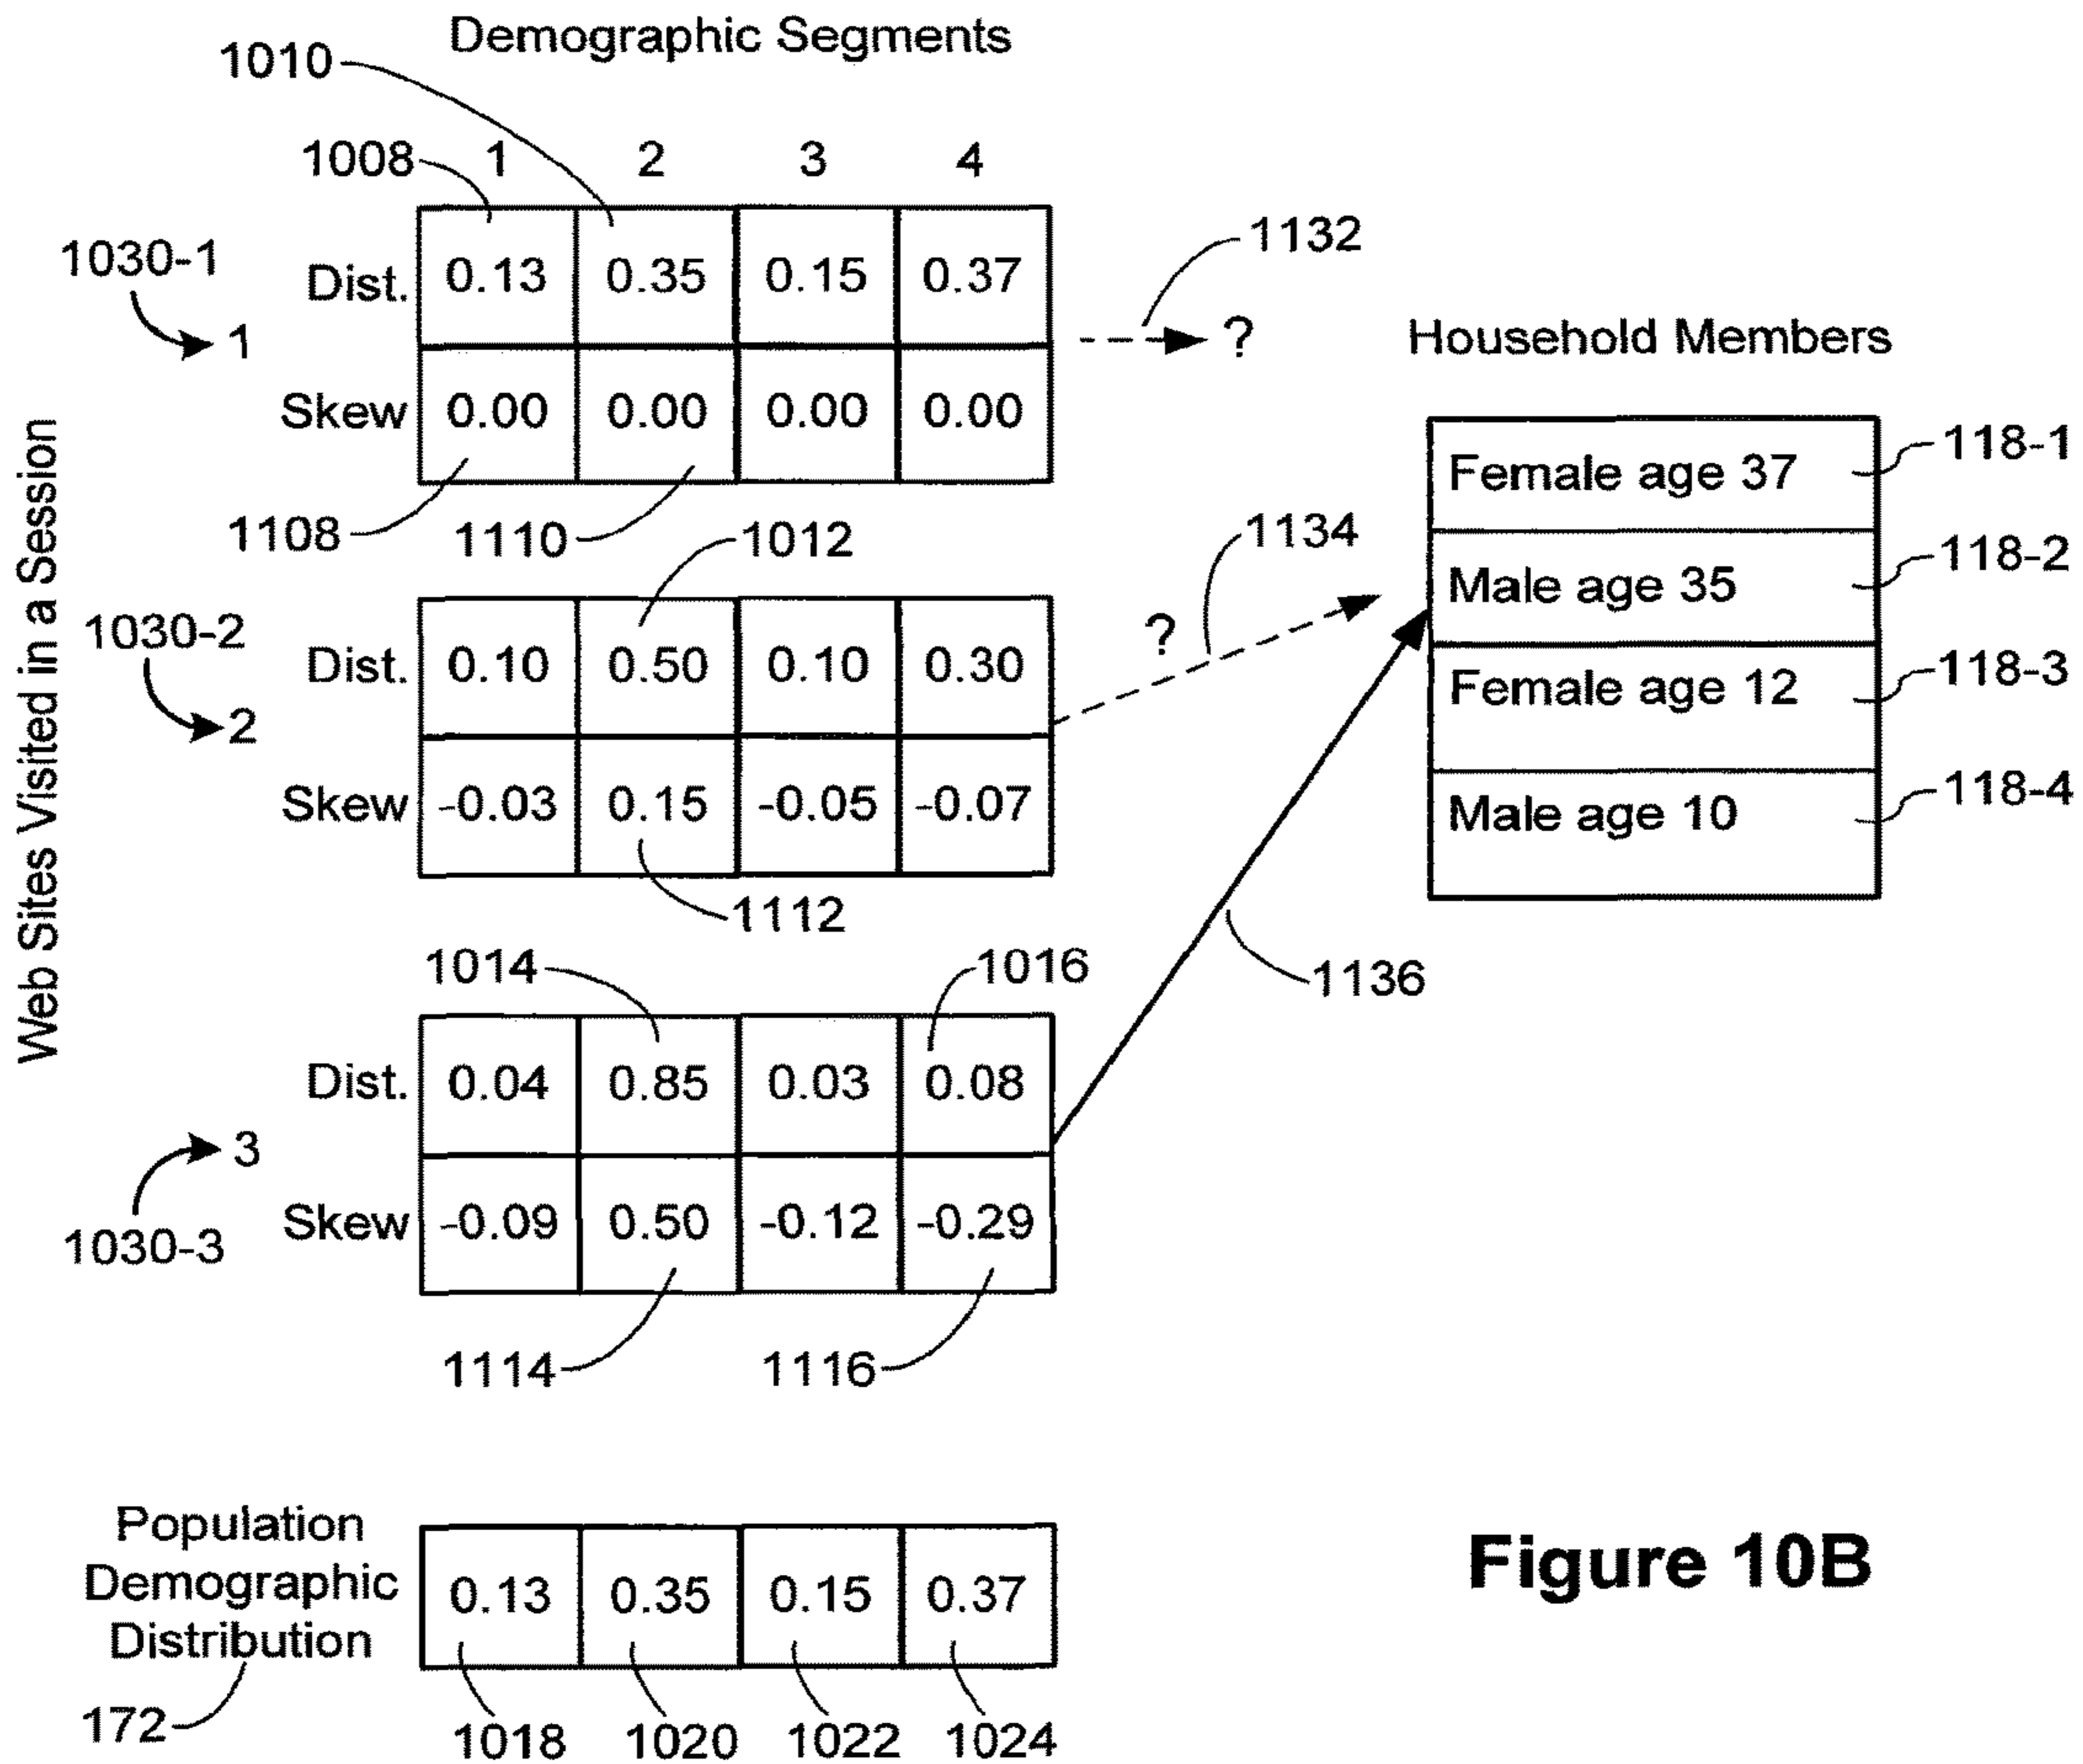 Demographic Segments
1010
1008
1 2 3 4
1030-1
1
Dist. 0.13 0.35 0.15 0.37
Skew 0.00 0.00 0.00 0.00
1132
?
1108
1110
Household Members
Female age 37 118-1
Male age 35 118-2
Female age 12 118-3
Male age 10 118-4
Web Sites Visited in a Session
1012
1030-2
2
Dist. 0.10 0.50 0.10 0.30
Skew -0.03 0.15 -0.05 -0.07
?
1134
1112
1014
1016
1136
Dist. 0.04 0.85 0.03 0.08
3
Skew -0.09 0.50 -0.12 -0.29
1030-3
1114
1116
Population
Demographic
Distribution
0.13 0.35 0.15 0.37
172
1018 1020 1022 1024
Figure 10B